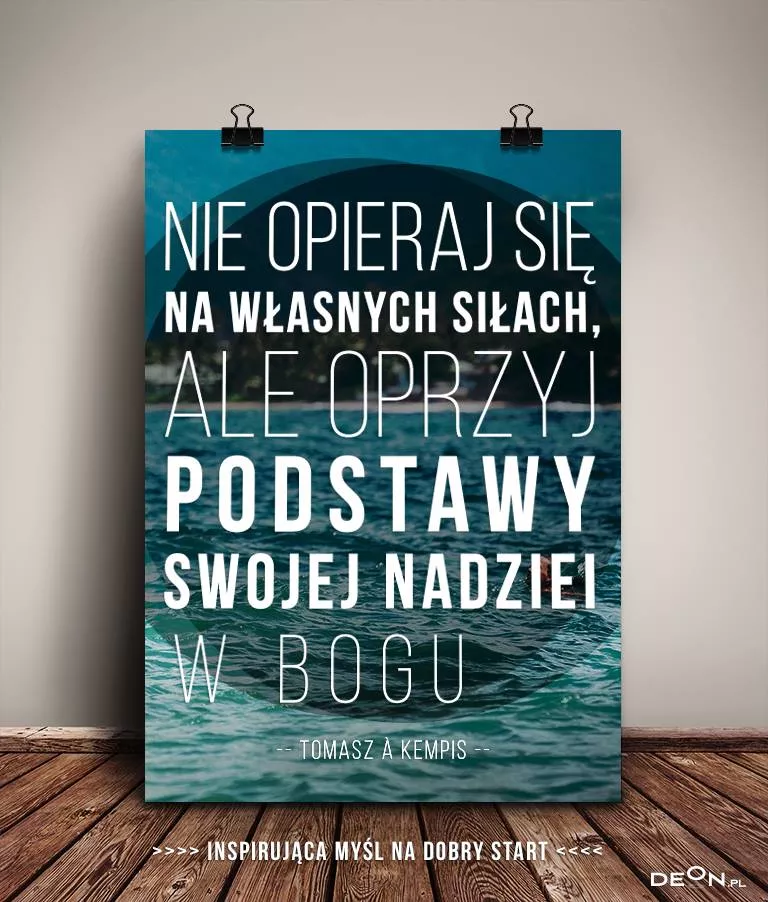 NIE OPIERAJ SIĘ
NA WŁASNYCH SIŁACH,
ALE OPRZYJ
PODSTAWY
SWOJEJ NADZIEI
W BOGU
-- TOMASZ À KEMPIS --
>>>> INSPIRUJĄCA MYŚL NA DOBRY START <<<<
DEON.PL